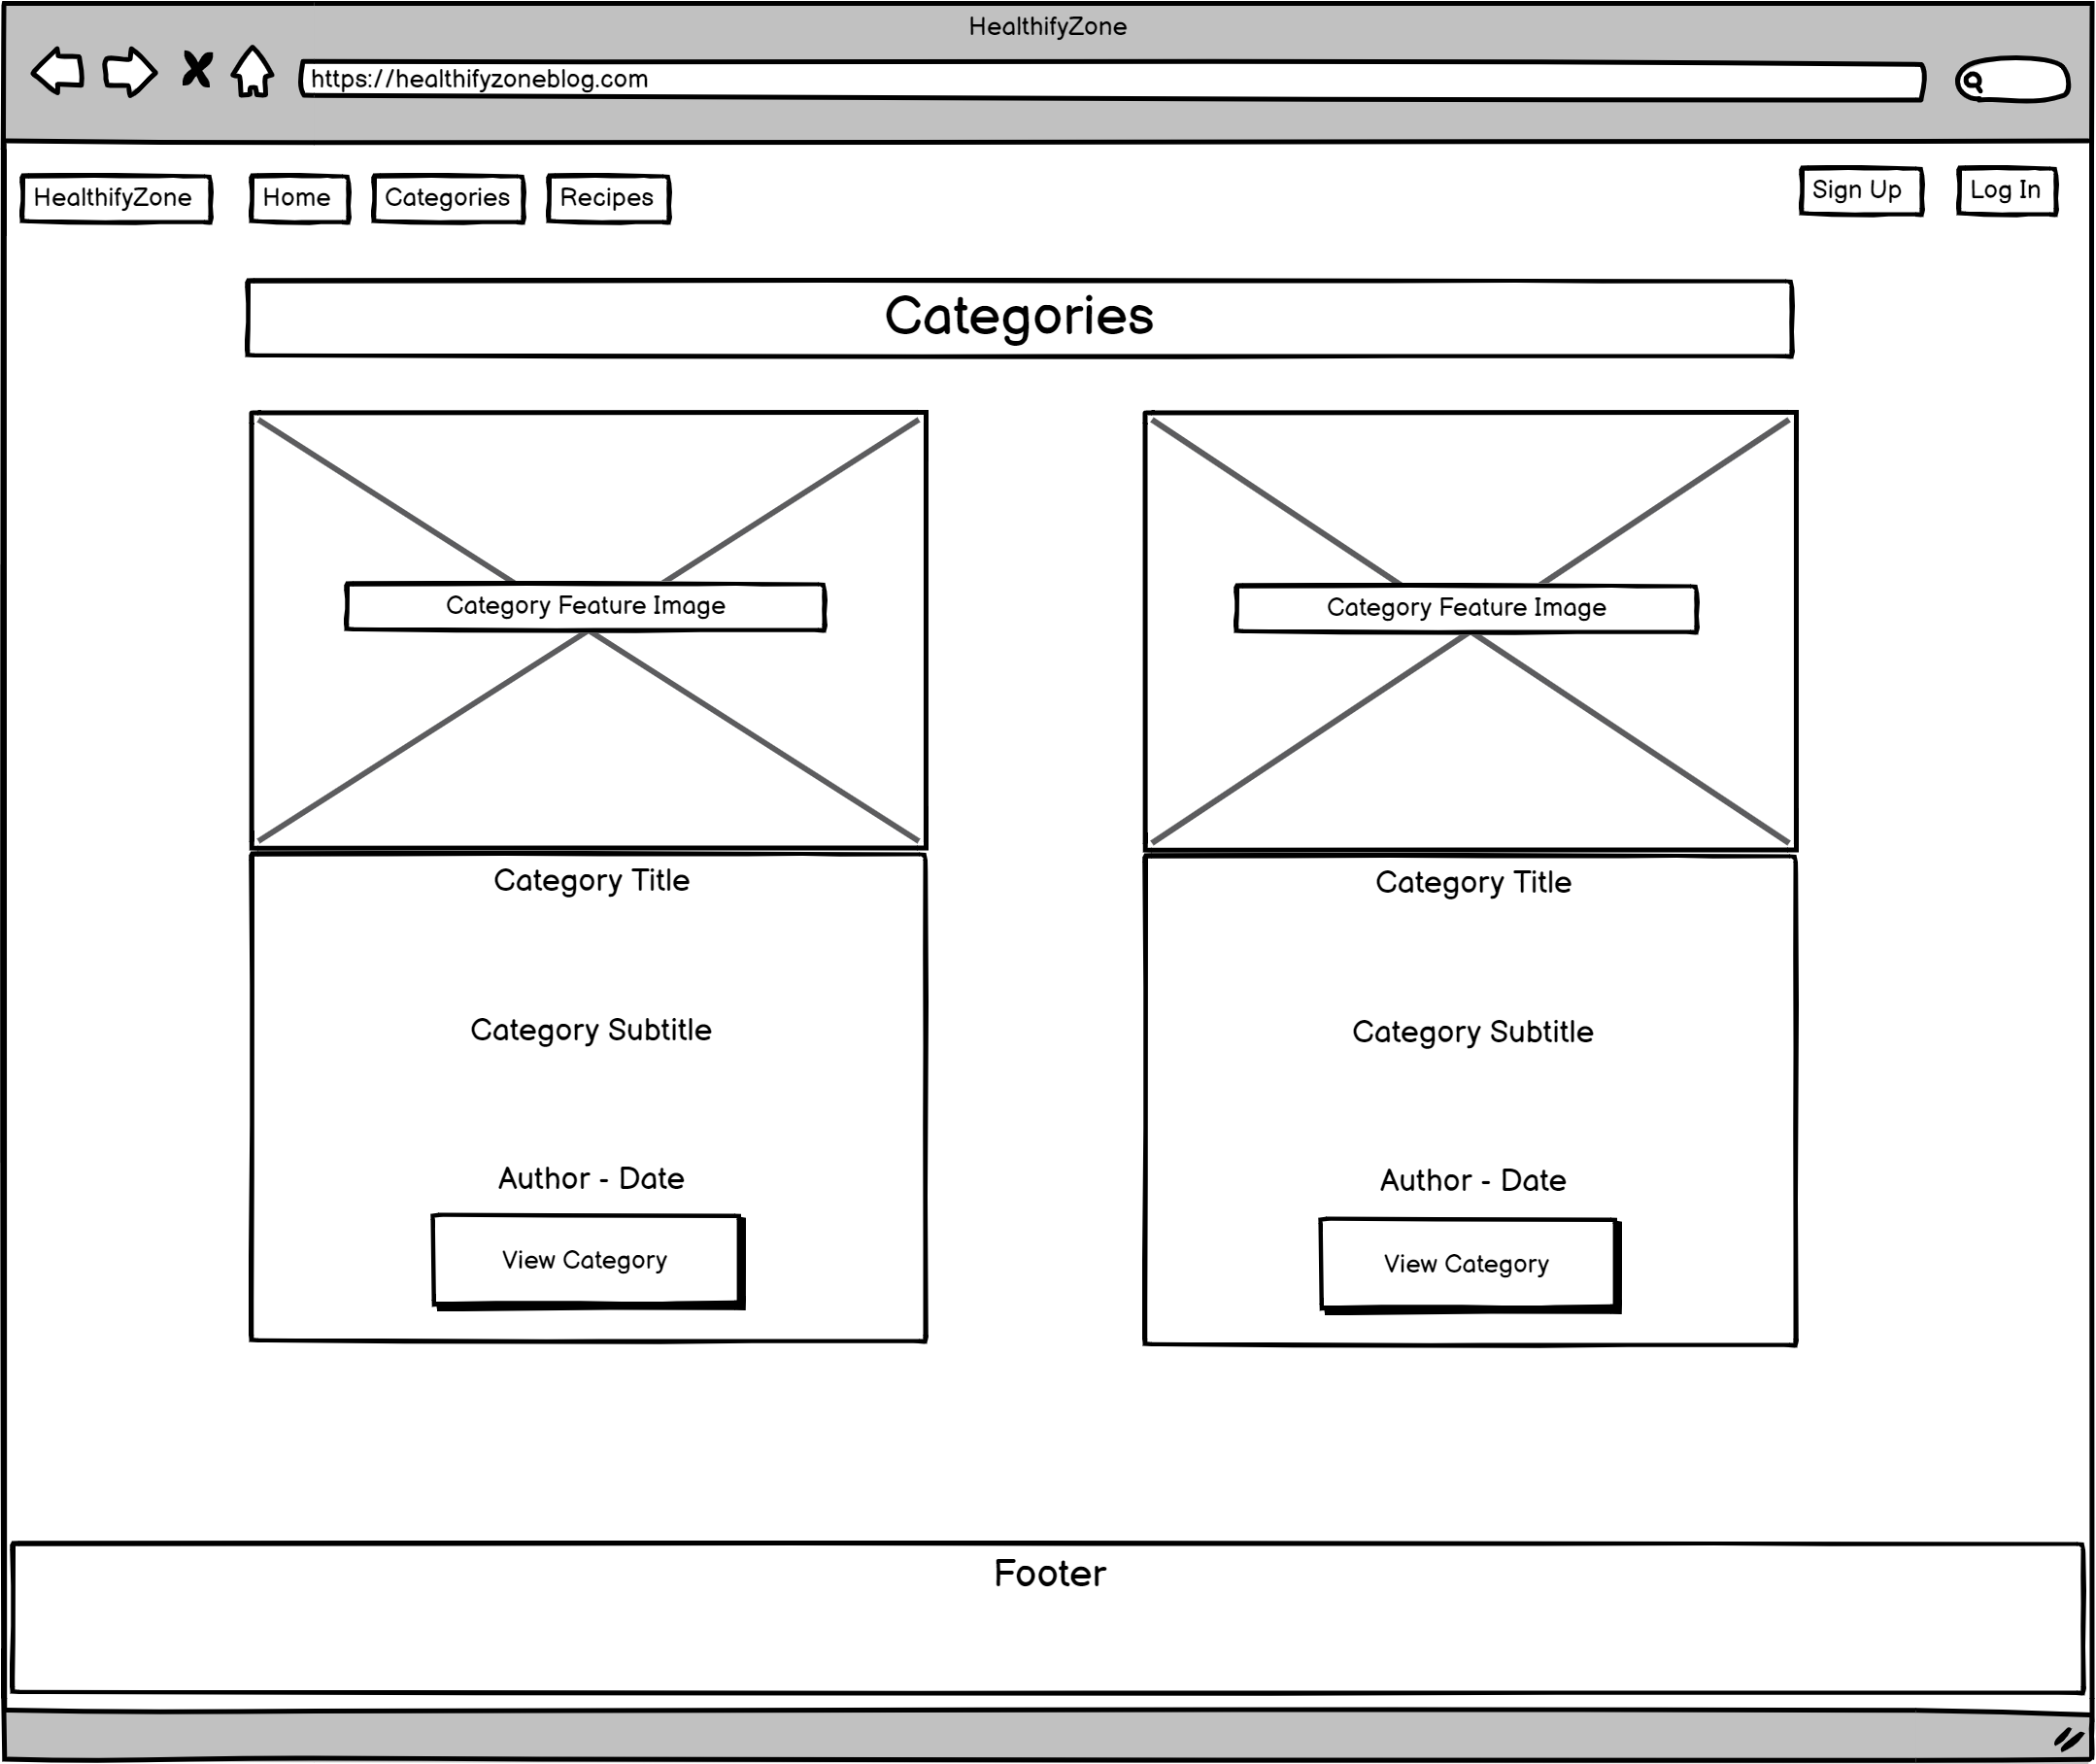 HealthifyZone
https://healthifyzoneblog.com
HealthifyZone Home Categories Recipes Sign Up Log In
Categories
Category Feature Image Category Feature Image
Category Title Category Title
Category Subtitle Category Subtitle
Author - Date Author - Date
View Category View Category
Footer